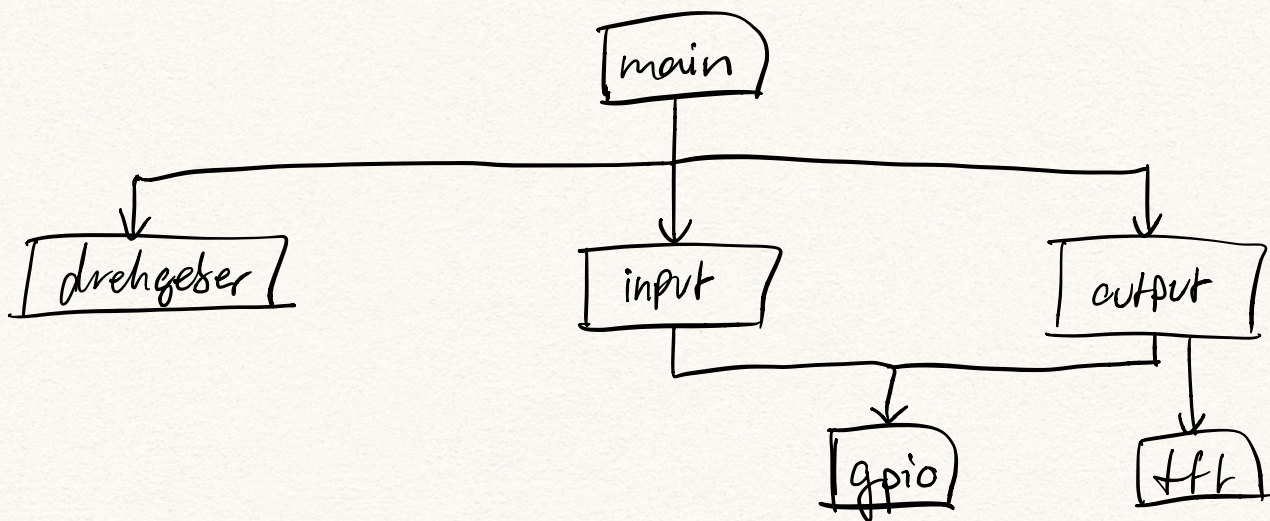 main
drehgeber
input
output
gpio
tft